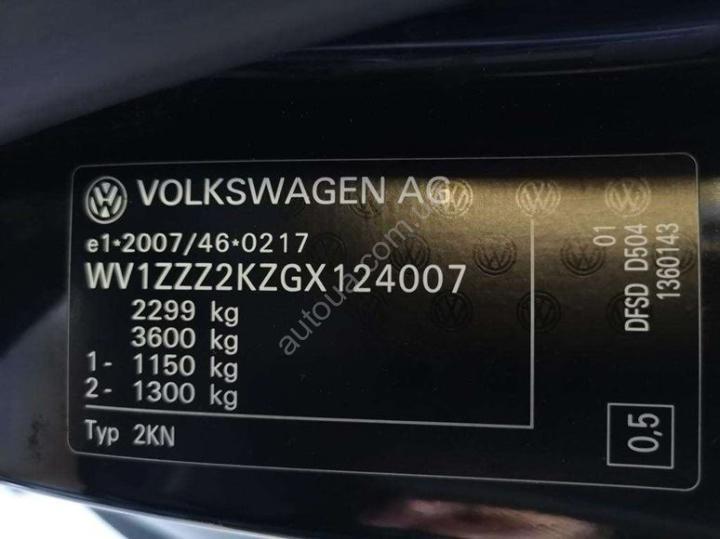 VOLKSWAGEN AG
e1*2007/46*0217
WV1ZZZ2KZGX124007
2299 kg
3600 kg
1- 1150 kg
2- 1300 kg
Typ 2KN
01
DFSD D504
1360143
0,5
autoua.com.ua